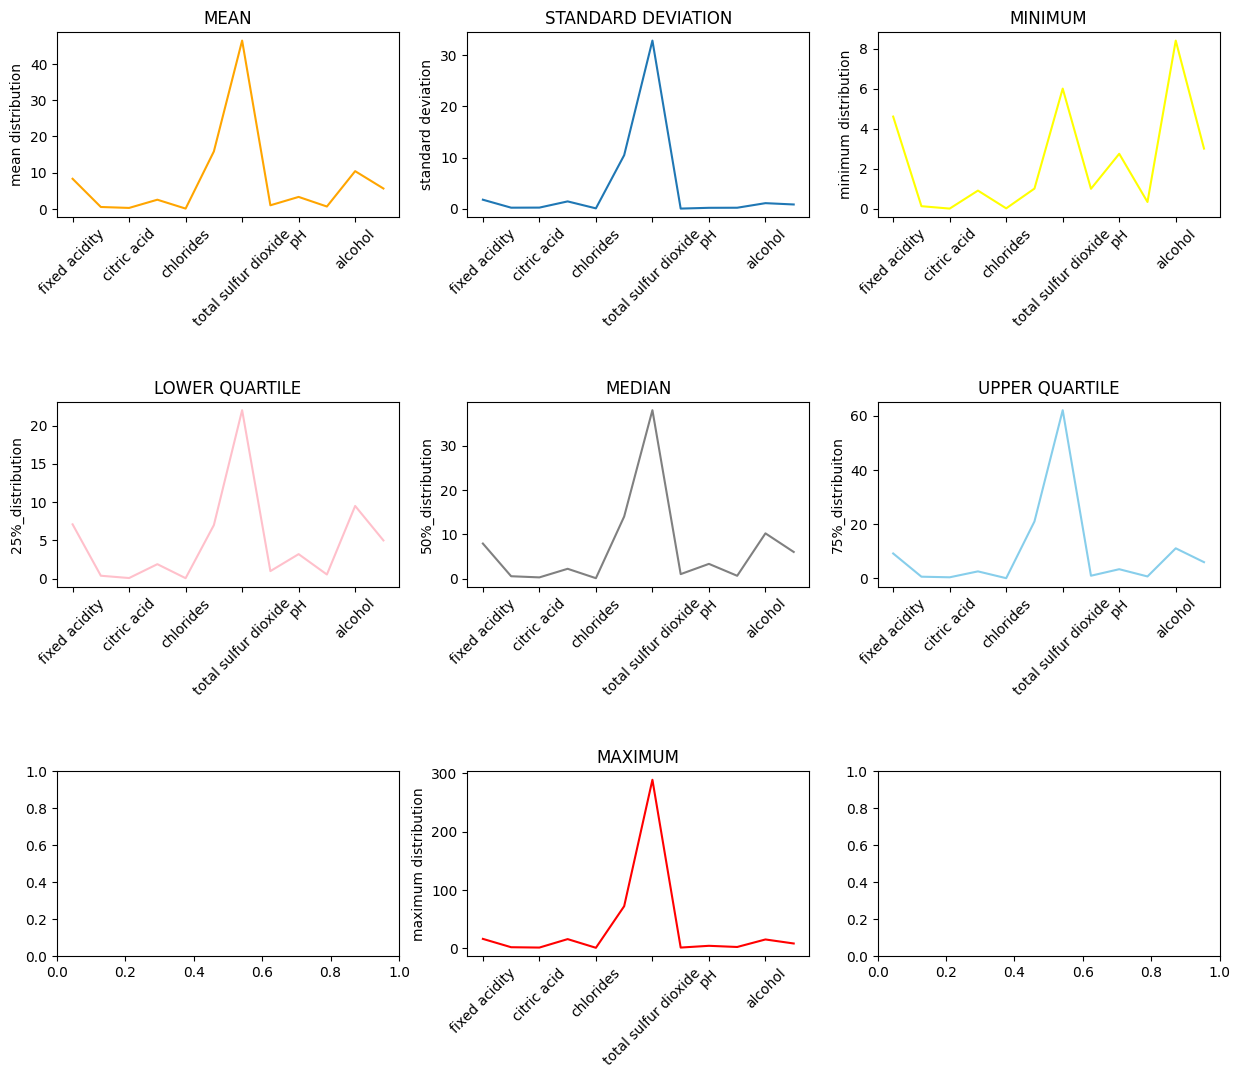 MEAN
mean distribution
40
30
20
10
0
fixed acidity
citric acid
chlorides
total sulfur dioxide
pH
alcohol
STANDARD DEVIATION
standard deviation
30
20
10
0
fixed acidity
citric acid
chlorides
total sulfur dioxide
pH
alcohol
MINIMUM
minimum distribution
8
6
4
2
0
fixed acidity
citric acid
chlorides
total sulfur dioxide
pH
alcohol
LOWER QUARTILE
25%_distribution
20
15
10
5
0
fixed acidity
citric acid
chlorides
total sulfur dioxide
pH
alcohol
MEDIAN
50%_distribution
30
20
10
0
fixed acidity
citric acid
chlorides
total sulfur dioxide
pH
alcohol
UPPER QUARTILE
75%_distribuiton
60
40
20
0
fixed acidity
citric acid
chlorides
total sulfur dioxide
pH
alcohol
1.0
0.8
0.6
0.4
0.2
0.0
0.0 0.2 0.4 0.6 0.8 1.0
MAXIMUM
maximum distribution
300
200
100
0
fixed acidity
citric acid
chlorides
total sulfur dioxide
pH
alcohol
1.0
0.8
0.6
0.4
0.2
0.0
0.0 0.2 0.4 0.6 0.8 1.0